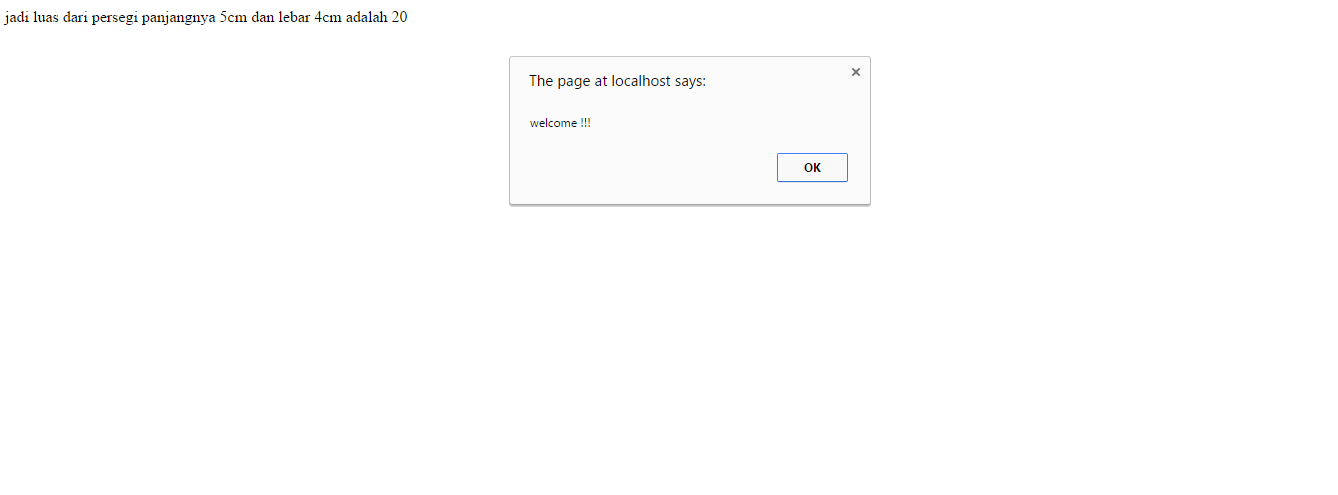 jadi luas dari persegi panjangnya 5cm dan lebar 4cm adalah 20
The page at localhost says:
welcome !!!
OK